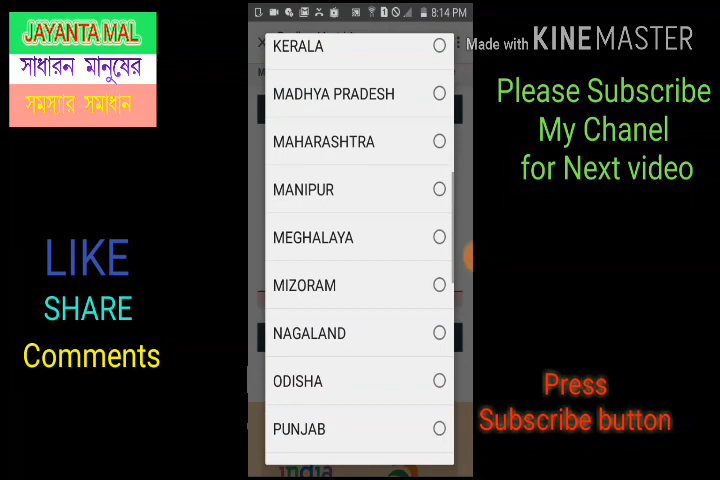 JAYANTA MAL
সাধারন মানুষের
সমস্যার সমাধান
8:14 PM
Made with KINEMASTER
KERALA
MADHYA PRADESH
MAHARASHTRA
MANIPUR
MEGHALAYA
MIZORAM
NAGALAND
ODISHA
PUNJAB
Please Subscribe
My Chanel
for Next video
LIKE
SHARE
Comments
Press
Subscribe button